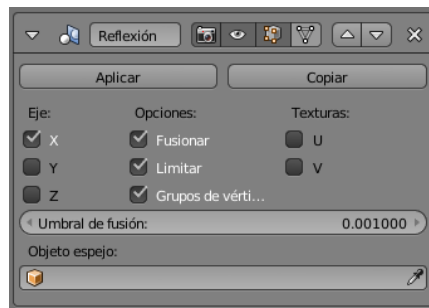 Reflexión
Aplicar Copiar
Eje: Opciones: Texturas:
X Fusionar U
Y Limitar V
Z Grupos de vérti...
Umbral de fusión: 0.001000
Objeto espejo: